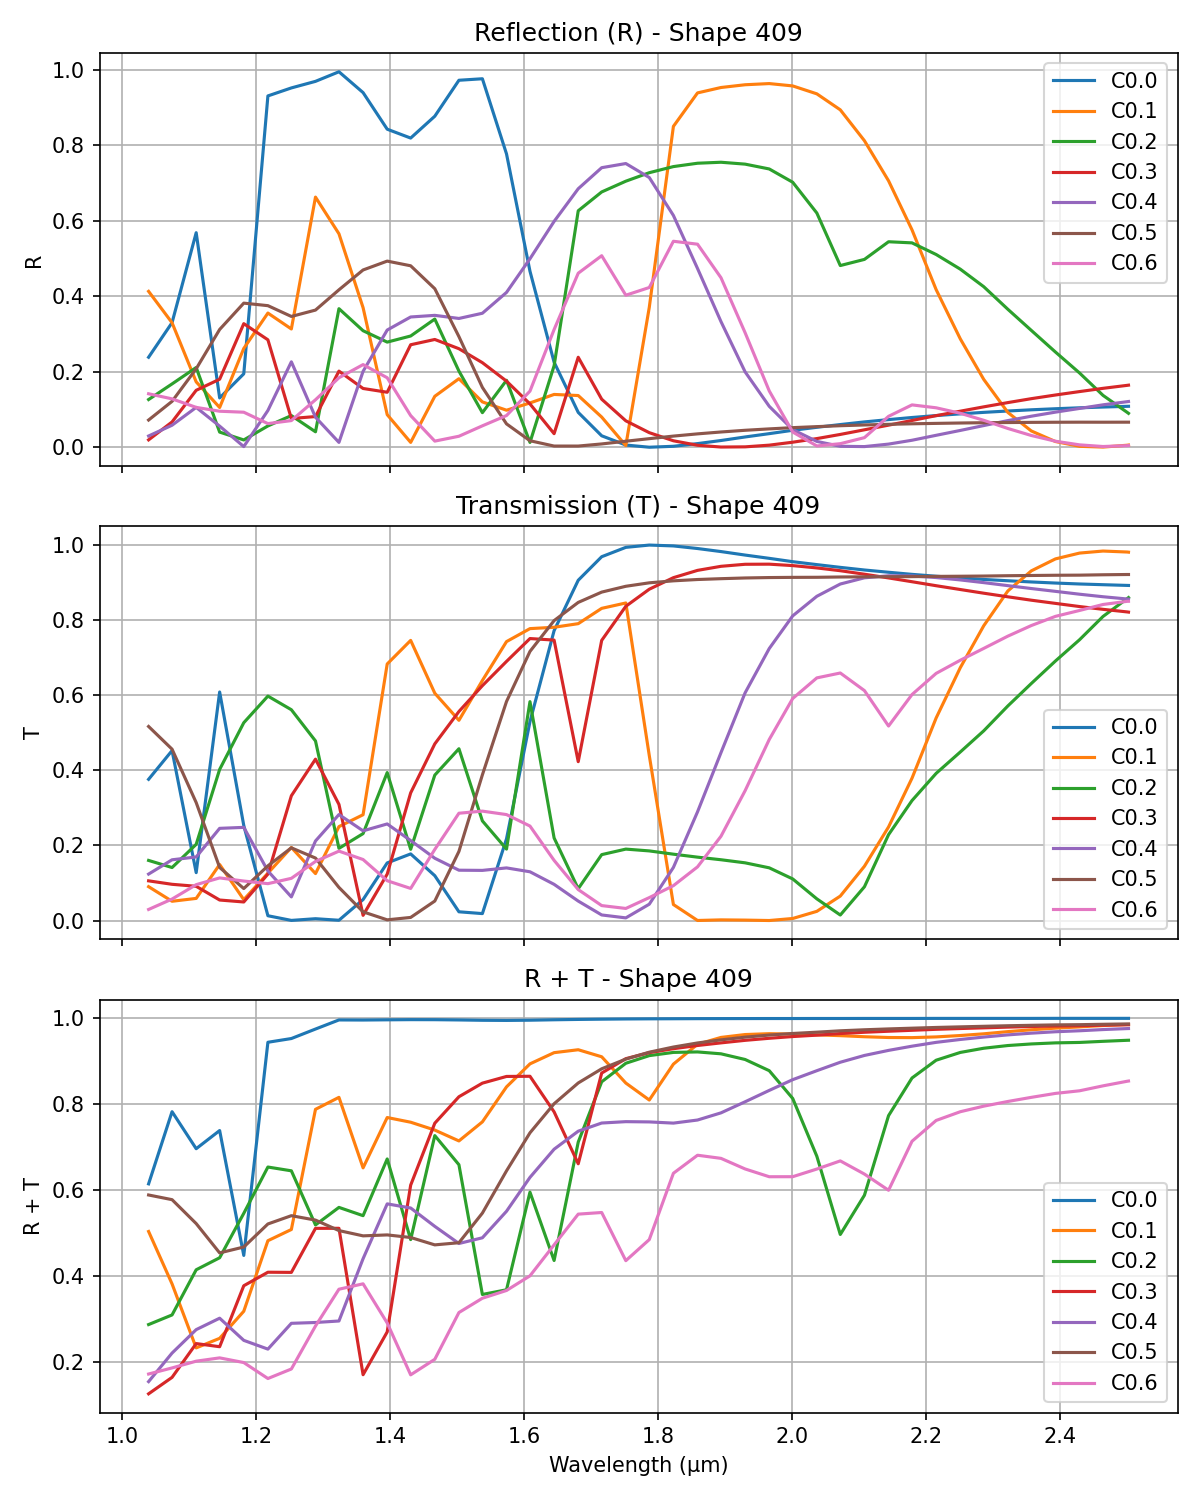 Reflection (R) - Shape 409
1.0
0.8
0.6
0.4
0.2
0.0
R
C0.0
C0.1
C0.2
C0.3
C0.4
C0.5
C0.6
Transmission (T) - Shape 409
1.0
0.8
0.6
0.4
0.2
0.0
T
C0.0
C0.1
C0.2
C0.3
C0.4
C0.5
C0.6
R + T - Shape 409
1.0
0.8
0.6
0.4
0.2
R + T
C0.0
C0.1
C0.2
C0.3
C0.4
C0.5
C0.6
1.0 1.2 1.4 1.6 1.8 2.0 2.2 2.4
Wavelength (μm)